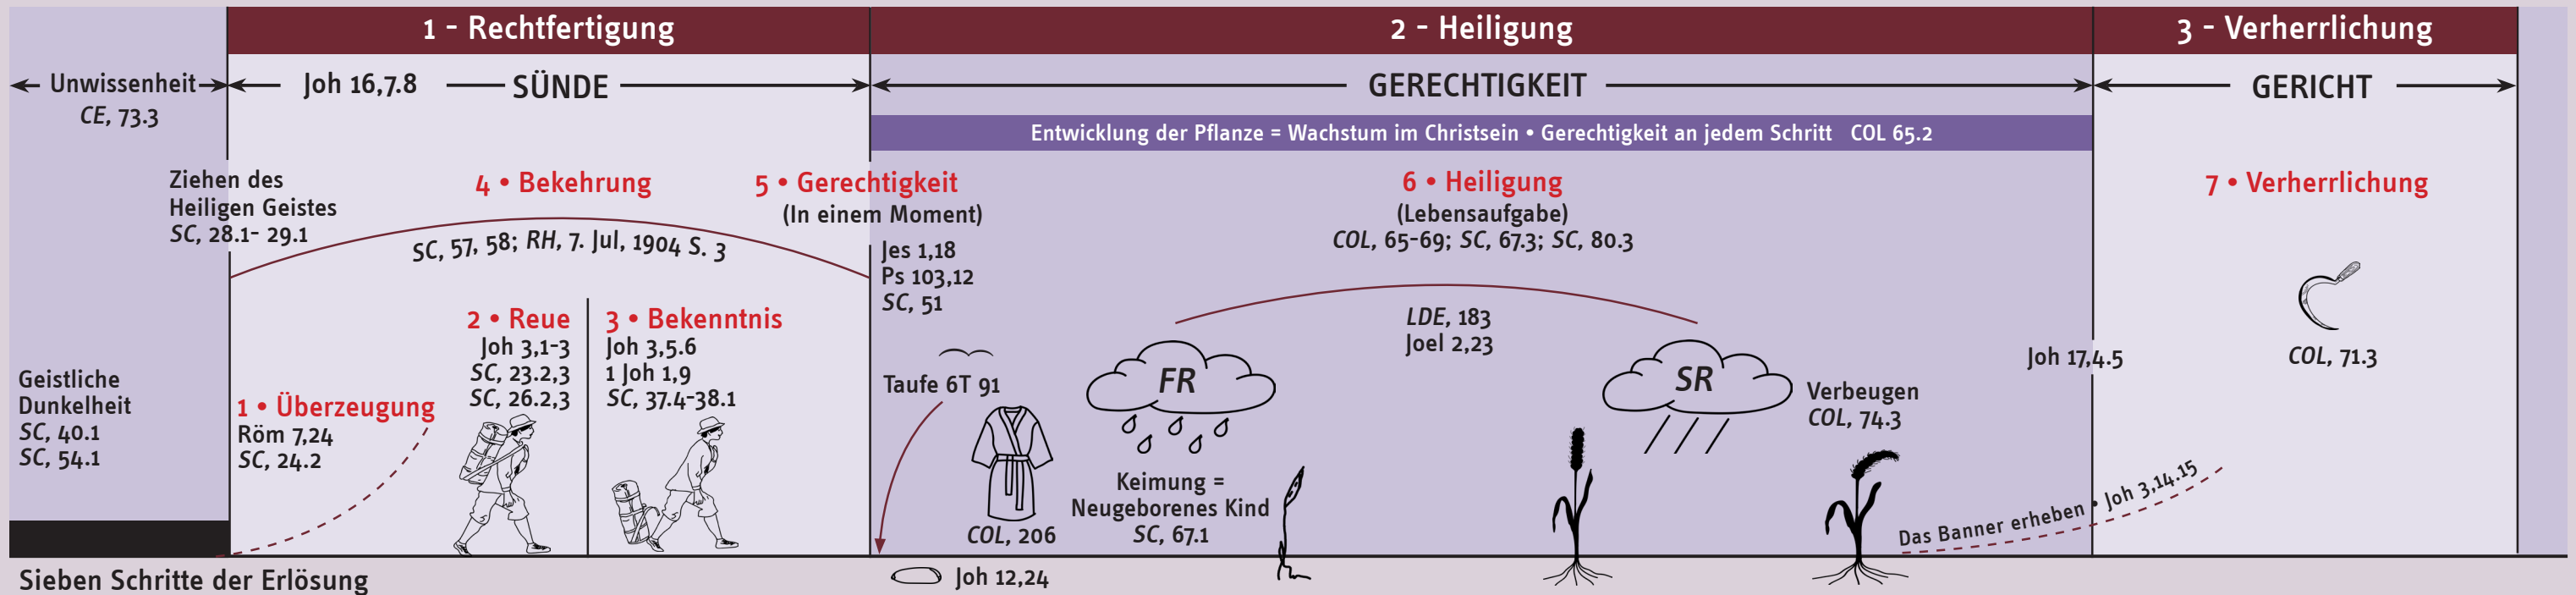 1 - Rechtfertigung
2 - Heiligung
3 - Verherrlichung
Unwissenheit
CE, 73.3
Joh 16,7.8
SÜNDE
GERECHTIGKEIT
GERICHT
Entwicklung der Pflanze = Wachstum im Christsein • Gerechtigkeit an jedem Schritt COL 65.2
Ziehen des
Heiligen Geistes
SC, 28.1- 29.1
4 • Bekehrung
SC, 57, 58; RH, 7. Jul, 1904 S. 3
5 • Gerechtigkeit
(In einem Moment)
Jes 1,18
Ps 103,12
SC, 51
6 • Heiligung
(Lebensaufgabe)
COL, 65-69; SC, 67.3; SC, 80.3
7 • Verherrlichung
Geistliche
Dunkelheit
SC, 40.1
SC, 54.1
1 • Überzeugung
Röm 7,24
SC, 24.2
2 • Reue
Joh 3,1-3
SC, 23.2,3
SC, 26.2,3
3 • Bekenntnis
Joh 3,5.6
1 Joh 1,9
SC, 37.4-38.1
Taufe 6T 91
COL, 206
FR
Keimung =
Neugeborenes Kind
SC, 67.1
LDE, 183
Joel 2,23
SR
Verbeugen
COL, 74.3
Joh 17,4.5
COL, 71.3
Das Banner erheben • Joh 3,14.15
Joh 12,24
Sieben Schritte der Erlösung